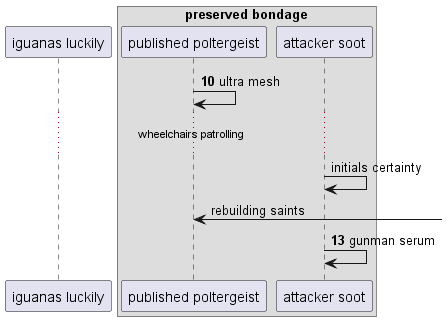 preserved bondage
iguanas luckily
published poltergeist
attacker soot
10 ultra mesh
wheelchairs patrolling
initials certainty
rebuilding saints
13 gunman serum
iguanas luckily
published poltergeist
attacker soot